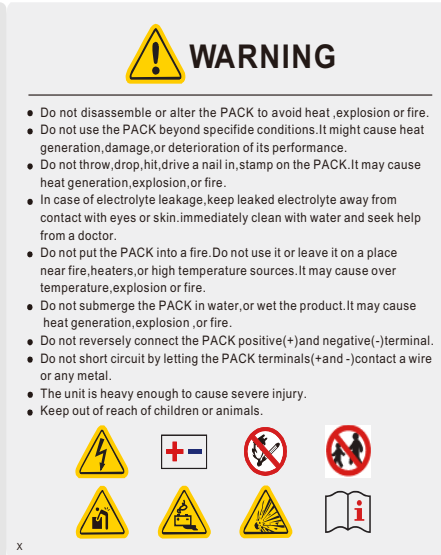 WARNING
● Do not disassemble or alter the PACK to avoid heat ,explosion or fire.
● Do not use the PACK beyond specifide conditions.It might cause heat
generation,damage,or deterioration of its performance.
● Do not throw,drop,hit,drive a nail in,stamp on the PACK.It may cause
heat generation,explosion,or fire.
● In case of electrolyte leakage,keep leaked electrolyte away from
contact with eyes or skin.immediately clean with water and seek help
from a doctor.
● Do not put the PACK into a fire.Do not use it or leave it on a place
near fire,heaters,or high temperature sources.It may cause over
temperature,explosion or fire.
● Do not submerge the PACK in water,or wet the product.It may cause
heat generation,explosion ,or fire.
● Do not reversely connect the PACK positive(+)and negative(-)terminal.
● Do not short circuit by letting the PACK terminals(+and -)contact a wire
or any metal.
● The unit is heavy enough to cause severe injury.
● Keep out of reach of children or animals.
+ -
i
x